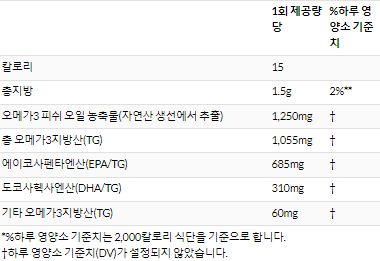 1회 제공량당 %하루 영양소 기준치
칼로리 15
총지방 1.5g 2%**
오메가3 피쉬 오일 농축물(자연산 생선에서 추출) 1,250mg †
총 오메가3지방산(TG) 1,055mg †
에이코사펜타엔산(EPA/TG) 685mg †
도코사헥사엔산(DHA/TG) 310mg †
기타 오메가3지방산(TG) 60mg †
*%하루 영양소 기준치는 2,000칼로리 식단을 기준으로 합니다.
†하루 영양소 기준치(DV)가 설정되지 않았습니다.